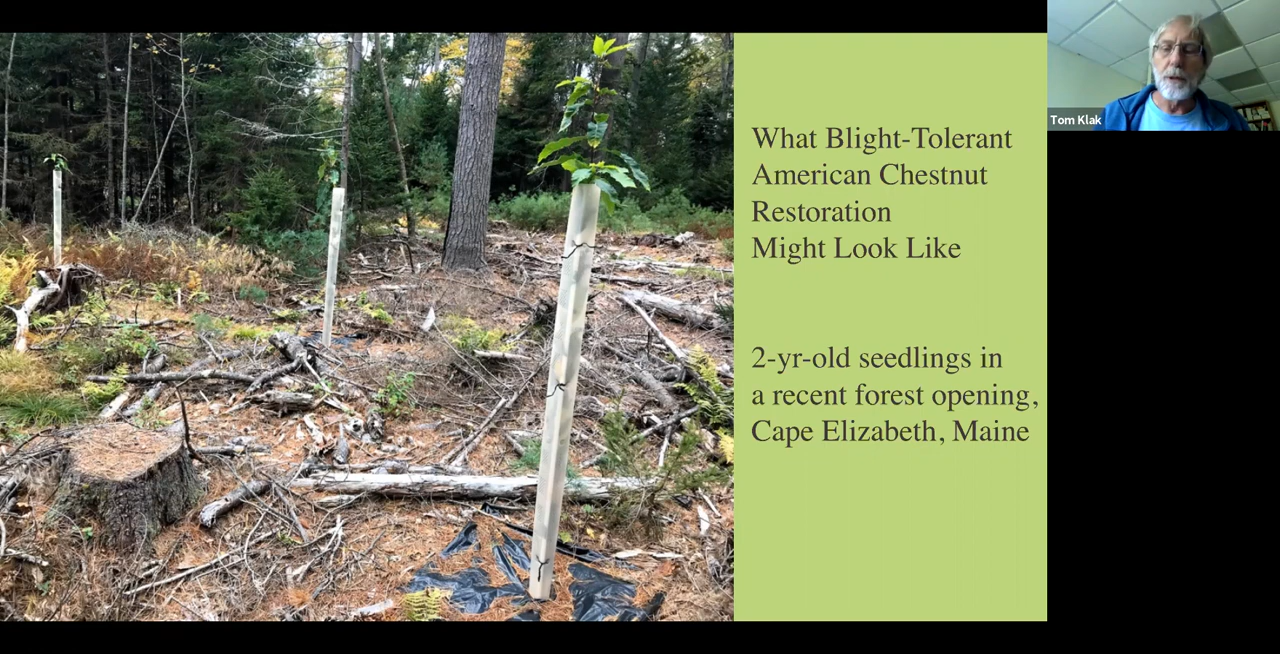 What Blight-Tolerant
American Chestnut
Restoration
Might Look Like
2-yr-old seedlings in
a recent forest opening,
Cape Elizabeth, Maine
Tom Klak